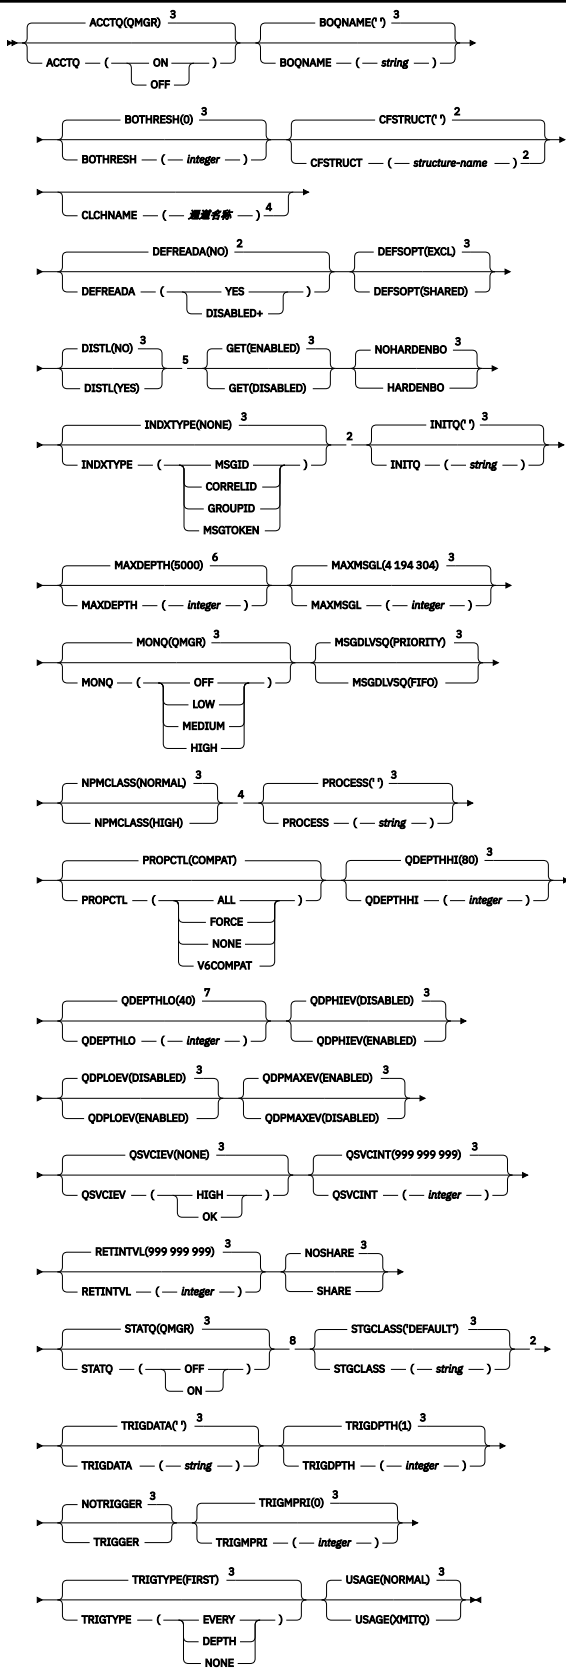 ACCTQ(QMGR) 3 BOQNAME(' ') 3
ACCTQ ( ON ) BOQNAME ( string )
OFF
BOTHRESH(0) 3 CFSTRUCT(' ') 2
BOTHRESH ( integer ) CFSTRUCT ( structure-name ) 2
CLCHNAME ( 通道名称 ) 4
DEFREADA(NO) 2 DEFSOPT(EXCL) 3
DEFREADA ( YES ) DEFSOPT(SHARED)
DISABLED+
DISTL(NO) 3 5 GET(ENABLED) 3 NOHARDENBO 3
DISTL(YES) GET(DISABLED) HARDENBO
INDXTYPE(NONE) 3 2 INITQ(' ') 3
INDXTYPE ( MSGID ) INITQ ( string )
CORRELID
GROUPID
MSGTOKEN
MAXDEPTH(5000) 6 MAXMSGL(4 194 304) 3
MAXDEPTH ( integer ) MAXMSGL ( integer )
MONQ(QMGR) 3 MSGDLVSQ(PRIORITY) 3
MONQ ( OFF ) MSGDLVSQ(FIFO)
LOW
MEDIUM
HIGH
NPMCLASS(NORMAL) 3 4 PROCESS(' ') 3
NPMCLASS(HIGH) PROCESS ( string )
PROPCTL(COMPAT) QDEPTHHI(80) 3
PROPCTL ( ALL ) QDEPTHHI ( integer )
FORCE
NONE
V6COMPAT
QDEPTHLO(40) 7 QDPHIEV(DISABLED) 3
QDEPTHLO ( integer ) QDPHIEV(ENABLED)
QDPLOEV(DISABLED) 3 QDPMAXEV(ENABLED) 3
QDPLOEV(ENABLED) QDPMAXEV(DISABLED)
QSVCIEV(NONE) 3 QSVCINT(999 999 999) 3
QSVCIEV ( HIGH ) QSVCINT ( integer )
OK
RETINTVL(999 999 999) 3 NOSHARE 3
RETINTVL ( integer ) SHARE
STATQ(QMGR) 3 8 STGCLASS('DEFAULT') 3 2
STATQ ( OFF ) STGCLASS ( string )
ON
TRIGDATA(' ') 3 TRIGDPTH(1) 3
TRIGDATA ( string ) TRIGDPTH ( integer )
NOTRIGGER 3 TRIGMPRI(0) 3
TRIGGER TRIGMPRI ( integer )
TRIGTYPE(FIRST) 3 USAGE(NORMAL) 3
TRIGTYPE ( EVERY ) USAGE(XMITQ)
DEPTH
NONE